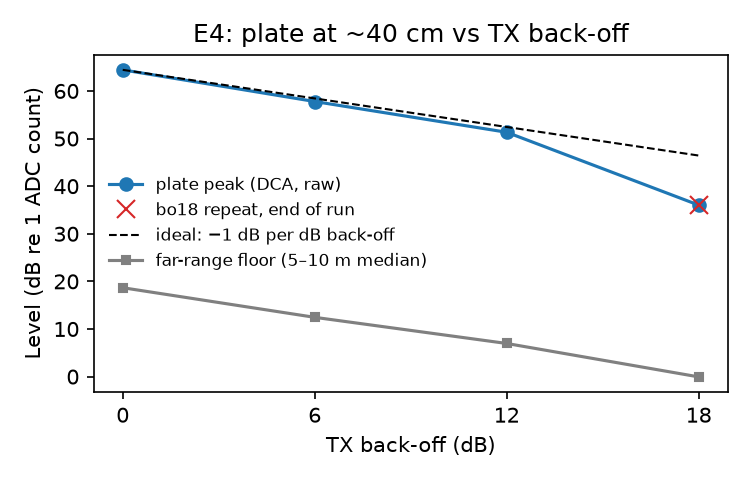 E4: plate at ~40 cm vs TX back-off
Level (dB re 1 ADC count)
60
50
40
30
20
10
0
plate peak (DCA, raw)
bo18 repeat, end of run
ideal: −1 dB per dB back-off
far-range floor (5–10 m median)
0
6
12
18
TX back-off (dB)